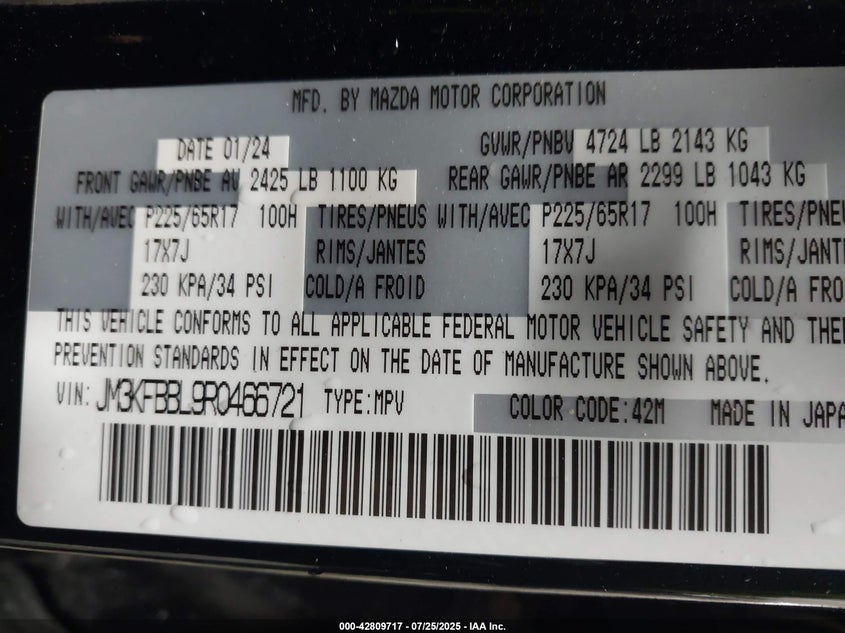 MFD. BY MAZDA MOTOR CORPORATION
DATE 01/24 GVWR/PNBV 4724 LB 2143 KG
FRONT GAWR/PNBE AV 2425 LB 1100 KG REAR GAWR/PNBE AR 2299 LB 1043 KG
WITH/AVEC P225/65R17 100H TIRES/PNEUS WITH/AVEC P225/65R17 100H TIRES/PNEU
17X7J RIMS/JANTES 17X7J RIMS/JANTE
230 KPA/34 PSI COLD/A FROID 230 KPA/34 PSI COLD/A FRO
THIS VEHICLE CONFORMS TO ALL APPLICABLE FEDERAL MOTOR VEHICLE SAFETY AND THE
PREVENTION STANDARDS IN EFFECT ON THE DATE OF MANUFACTURE SHOWN ABOVE.
VIN: JM3KFBBL9R0466721 TYPE:MPV COLOR CODE:42M MADE IN JAPA
000-42809717 - 07/25/2025 - IAA Inc.